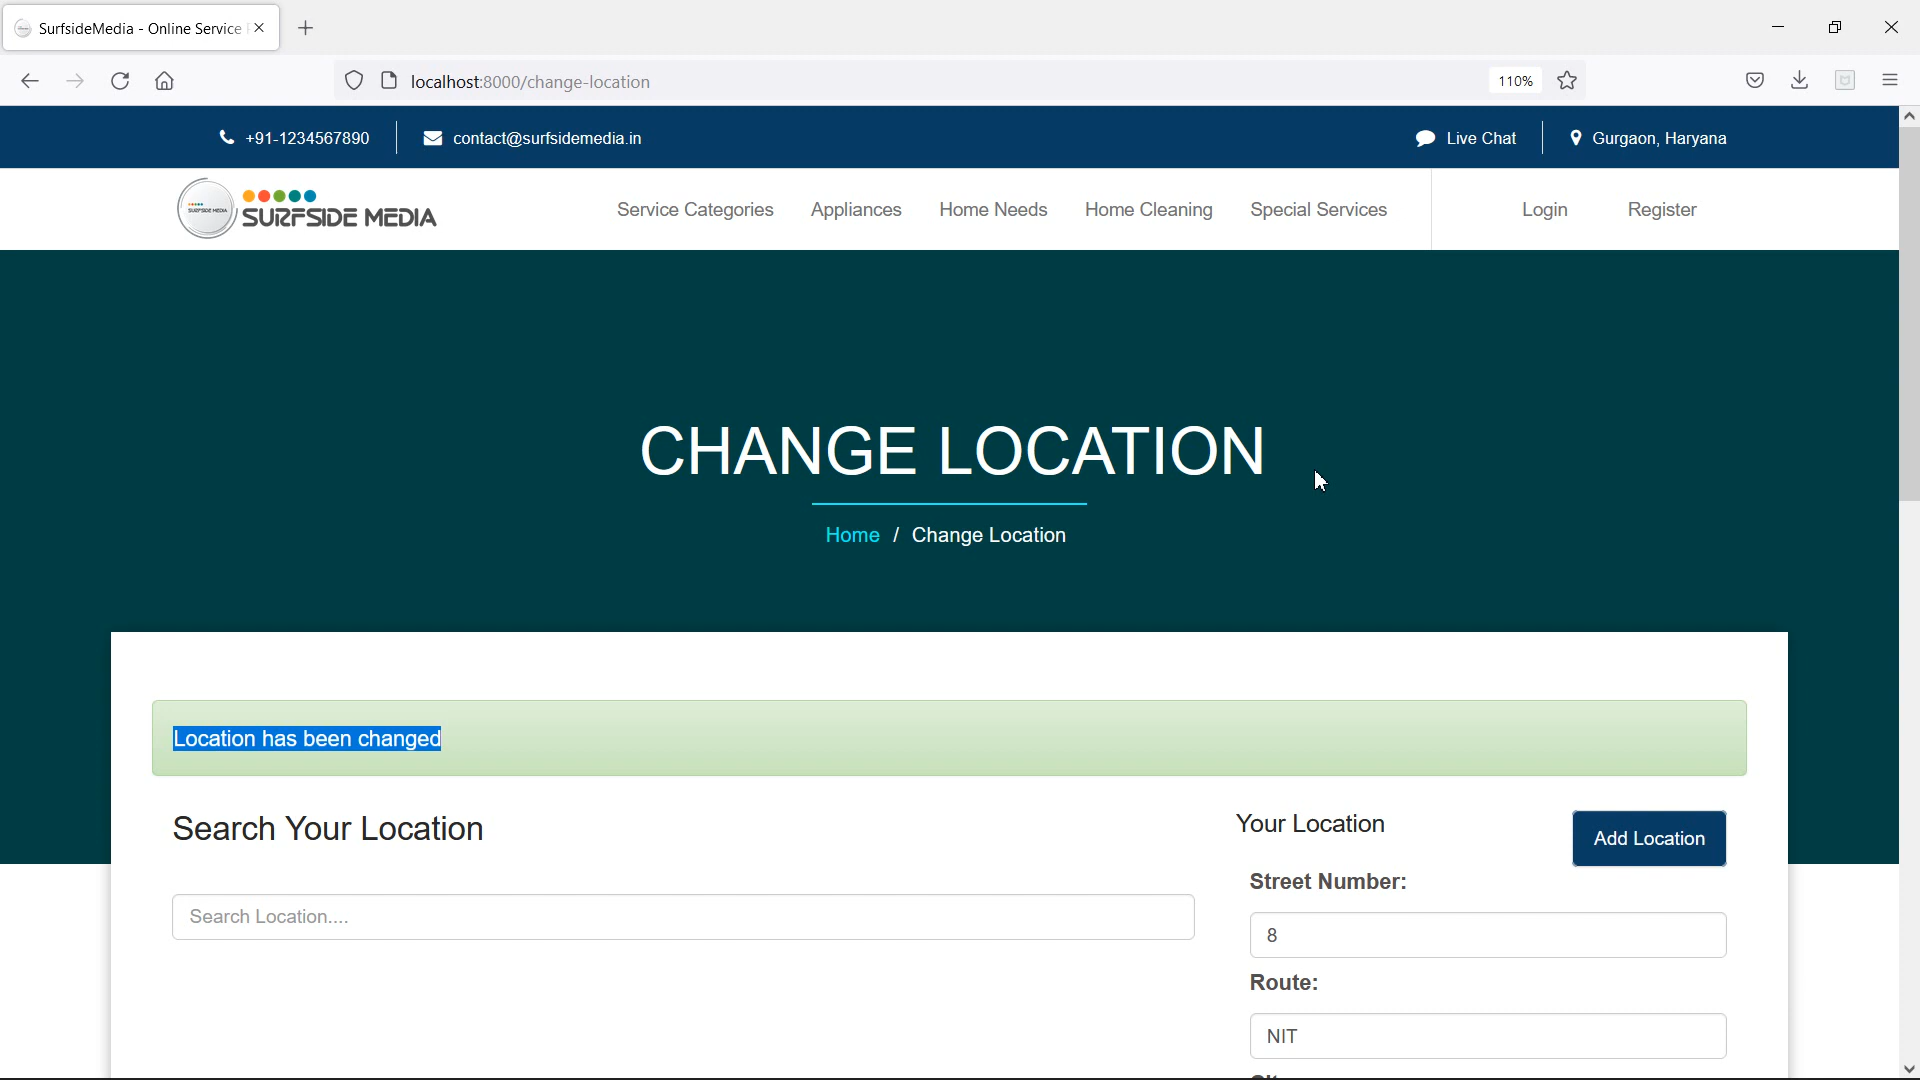 SurfsideMedia - Online Service
localhost:8000/change-location
110%
+91-1234567890
contact@surfsidemedia.in
Live Chat
Gurgaon, Haryana
SURFSIDE MEDIA
SURFSIDE MEDIA
Service Categories
Appliances
Home Needs
Home Cleaning
Special Services
Login
Register
CHANGE LOCATION
Home / Change Location
Location has been changed
Search Your Location
Your Location
Add Location
Street Number:
Search Location....
8
Route:
NIT